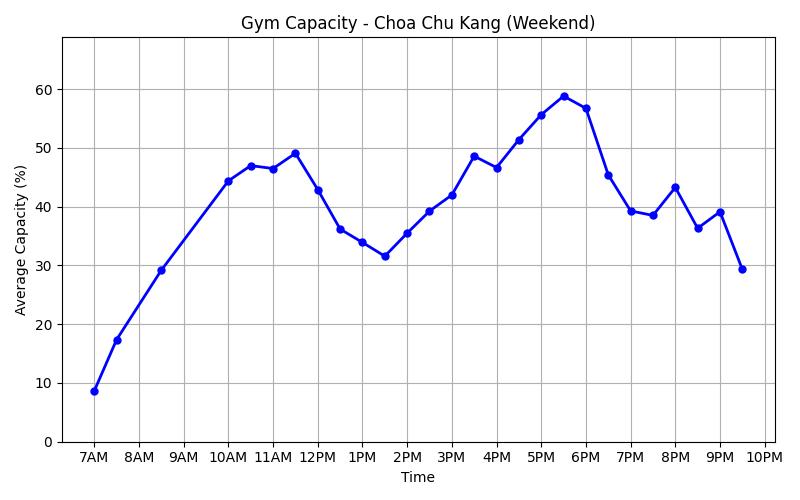 Gym Capacity - Choa Chu Kang (Weekend)
Average Capacity (%)
60
50
40
30
20
10
0
7AM 8AM 9AM 10AM 11AM 12PM 1PM 2PM 3PM 4PM 5PM 6PM 7PM 8PM 9PM 10PM
Time